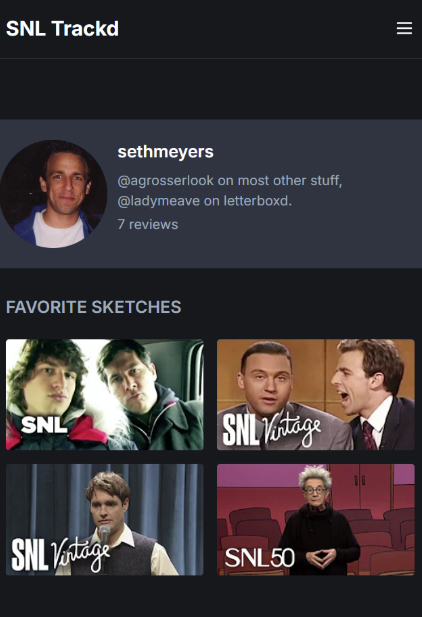 SNL Trackd
sethmeyers
@agrosserlook on most other stuff,
@ladymeave on letterboxd.
7 reviews
FAVORITE SKETCHES
SNL
SNL Vintage
SNL Vintage
SNL50